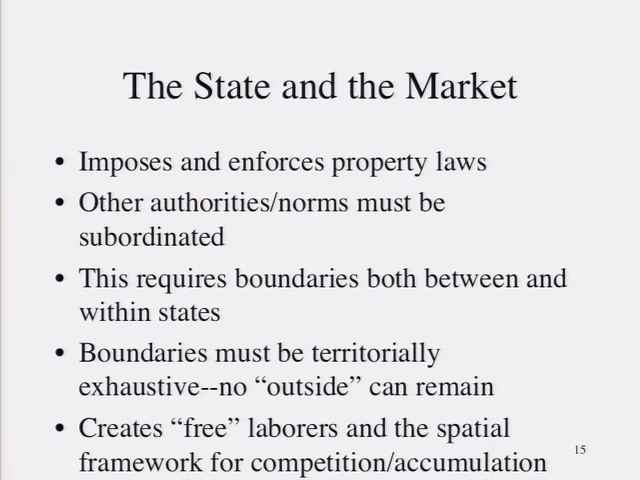 The State and the Market
• Imposes and enforces property laws
• Other authorities/norms must be
subordinated
• This requires boundaries both between and
within states
• Boundaries must be territorially
exhaustive--no “outside” can remain
• Creates “free” laborers and the spatial
framework for competition/accumulation
15